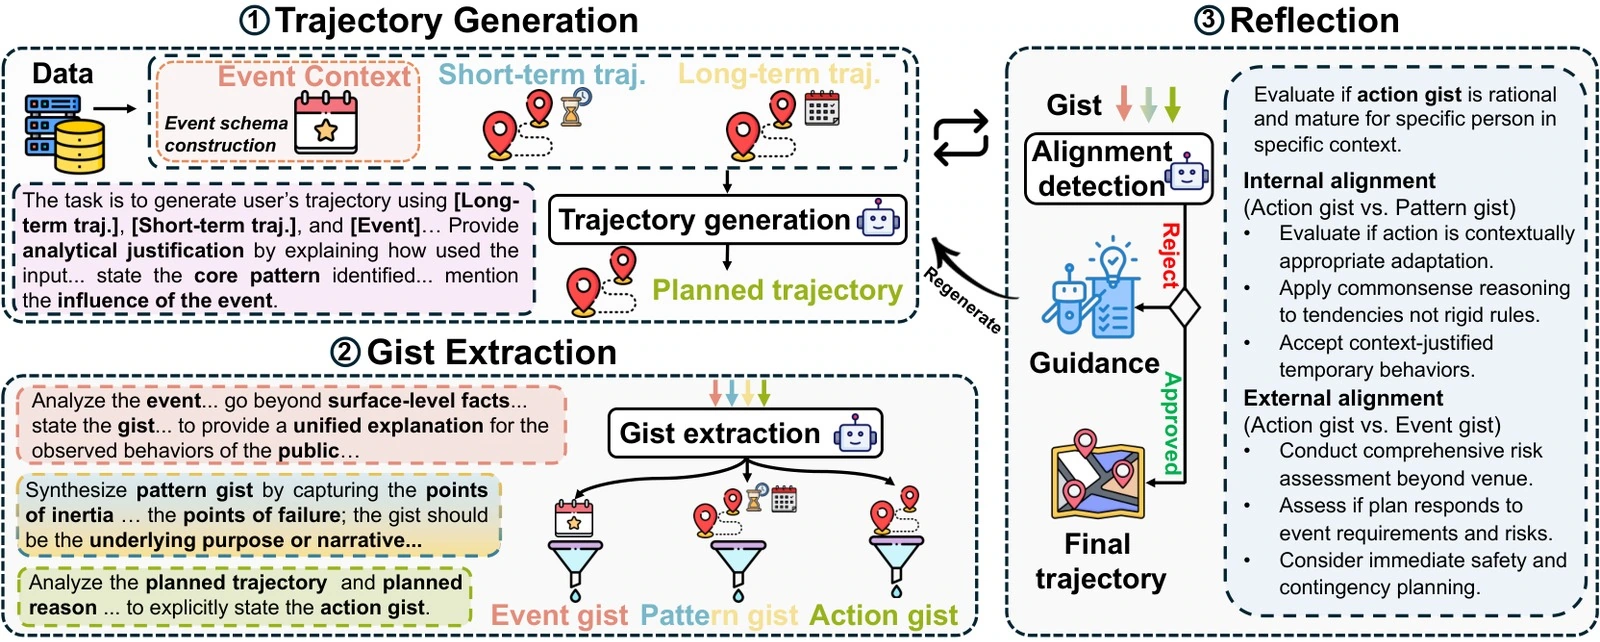 ① Trajectory Generation
Data
Event Context
Event schema
construction
Short-term traj.
Long-term traj.
The task is to generate user's trajectory using [Long-
term traj.], [Short-term traj.], and [Event]... Provide
analytical justification by explaining how used the
input... state the core pattern identified... mention
the influence of the event.
Trajectory generation
Planned trajectory
② Gist Extraction
Analyze the event... go beyond surface-level facts...
state the gist... to provide a unified explanation for the
observed behaviors of the public...
Synthesize pattern gist by capturing the points
of inertia ... the points of failure; the gist should
be the underlying purpose or narrative...
Analyze the planned trajectory and planned
reason ... to explicitly state the action gist.
Gist extraction
Event gist
Pattern gist
Action gist
Regenerate
③ Reflection
Gist
Alignment
detection
Reject
Guidance
Approved
Final
trajectory
Evaluate if action gist is rational
and mature for specific person in
specific context.
Internal alignment
(Action gist vs. Pattern gist)
• Evaluate if action is contextually
appropriate adaptation.
• Apply commonsense reasoning
to tendencies not rigid rules.
• Accept context-justified
temporary behaviors.
External alignment
(Action gist vs. Event gist)
• Conduct comprehensive risk
assessment beyond venue.
• Assess if plan responds to
event requirements and risks.
• Consider immediate safety and
contingency planning.